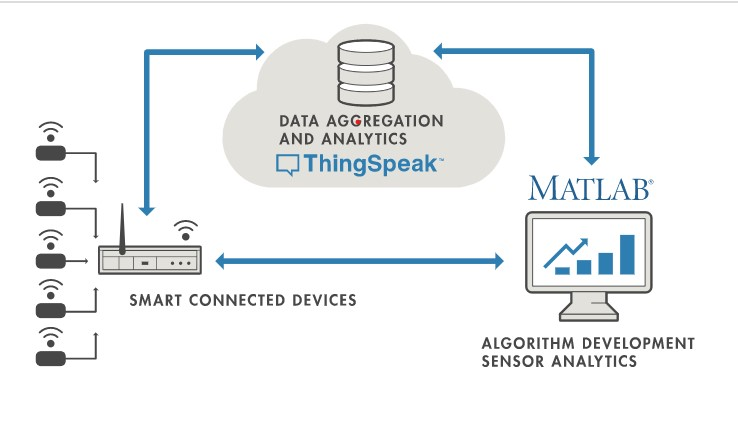 DATA AGGREGATION
AND ANALYTICS
ThingSpeak™
MATLAB®
SMART CONNECTED DEVICES
ALGORITHM DEVELOPMENT
SENSOR ANALYTICS